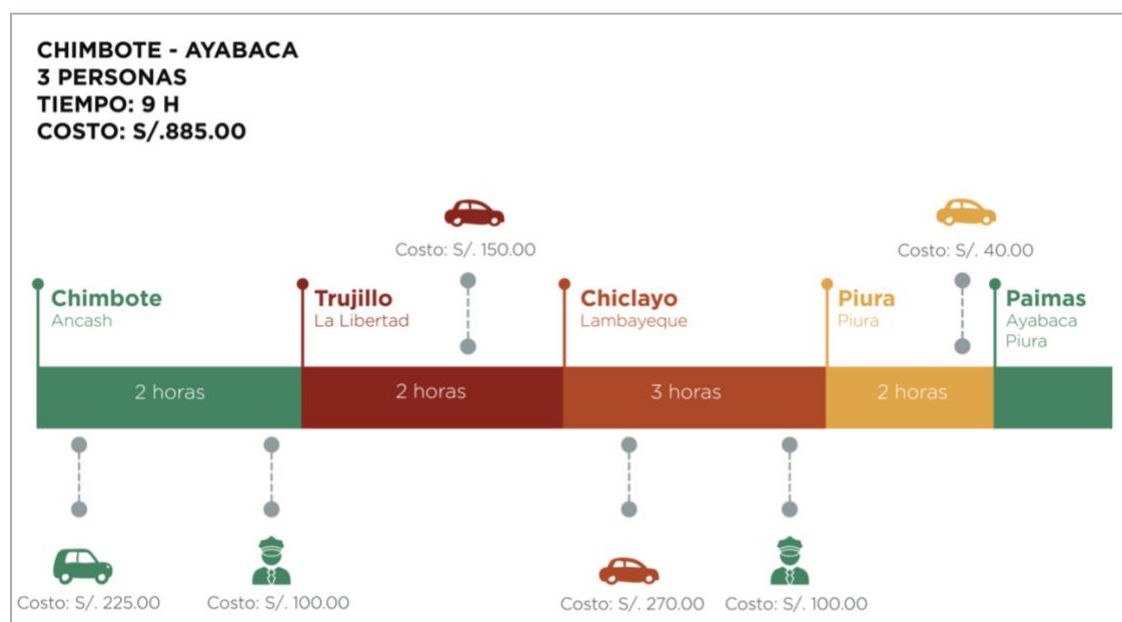 CHIMBOTE - AYABACA
3 PERSONAS
TIEMPO: 9 H
COSTO: S/.885.00
Costo: S/. 150.00
Costo: S/. 40.00
Chimbote
Ancash
Trujillo
La Libertad
Chiclayo
Lambayeque
Piura
Piura
Paimas
Ayabaca
Piura
2 horas
2 horas
3 horas
2 horas
Costo: S/. 225.00
Costo: S/. 100.00
Costo: S/. 270.00
Costo: S/. 100.00